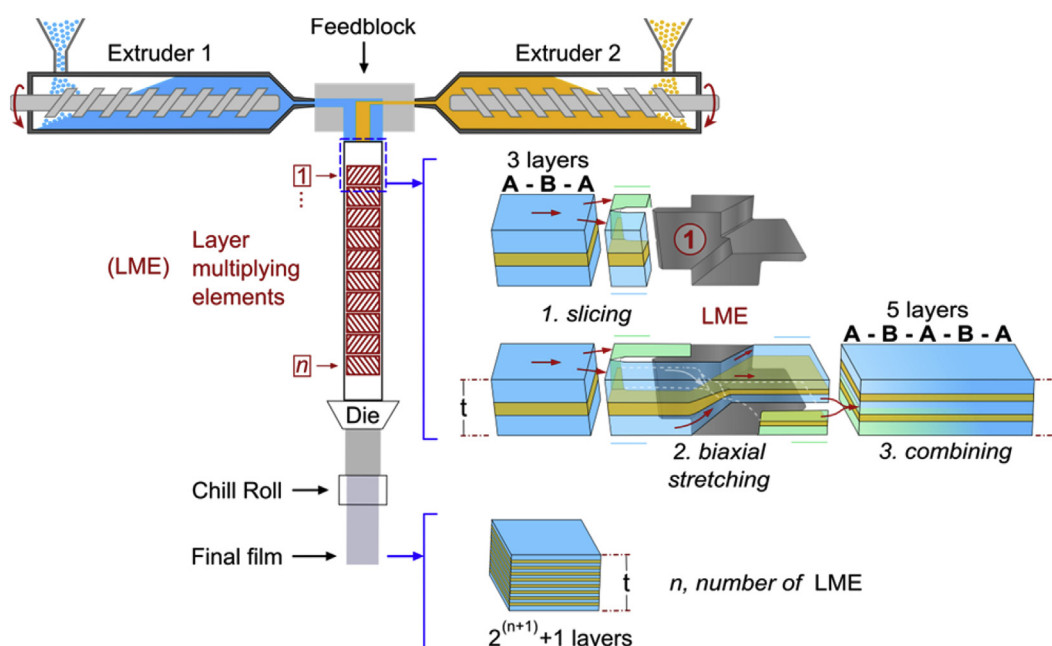 Feedblock
Extruder 1
Extruder 2
1
⋮
n
(LME)
Layer
multiplying
elements
3 layers
A - B - A
1
1. slicing
LME
5 layers
A - B - A - B - A
t
2. biaxial
stretching
3. combining
Die
Chill Roll
Final film
t
n, number of LME
2^(n+1)+1 layers